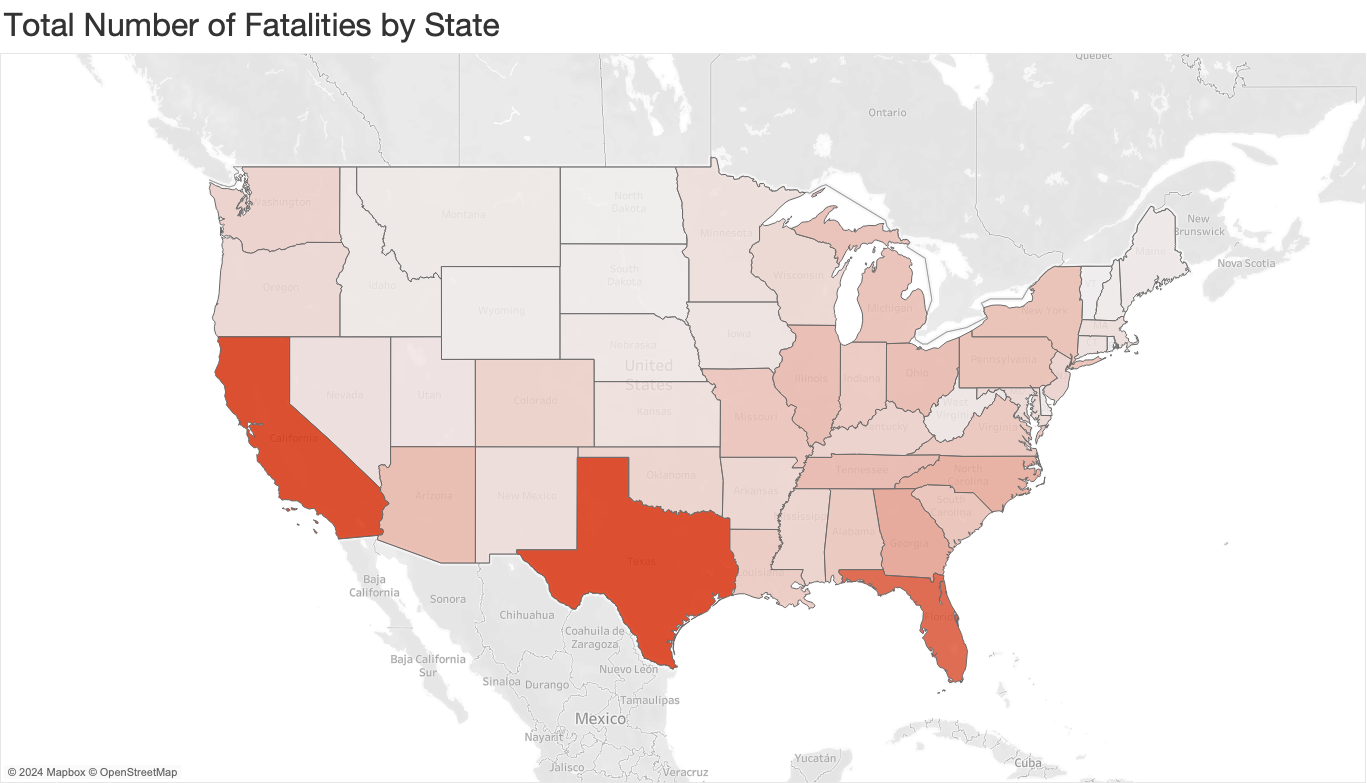 Total Number of Fatalities by State
Quebec
Ontario
New
Brunswick
Nova Scotia
Washington
Montana
North
Dakota
Minnesota
Maine
Oregon
Idaho
South
Dakota
Wisconsin
VT
Wyoming
Michigan
New York
MA
Iowa
Nebraska
Pennsylvania
United
States
Nevada
Utah
Colorado
Kansas
Illinois
Indiana
Ohio
West
Virginia
Missouri
Kentucky
Virginia
California
Oklahoma
Tennessee
North
Carolina
Arizona
New Mexico
Arkansas
South
Carolina
Mississippi
Alabama
Georgia
Texas
Louisiana
Florida
Baja
California
Sonora
Chihuahua
Coahuila de
Zaragoza
Baja California
Sur
Nuevo León
Sinaloa
Durango
Tamaulipas
Mexico
Nayarit
Jalisco
Veracruz
Yucatán
Cuba
© 2024 Mapbox © OpenStreetMap